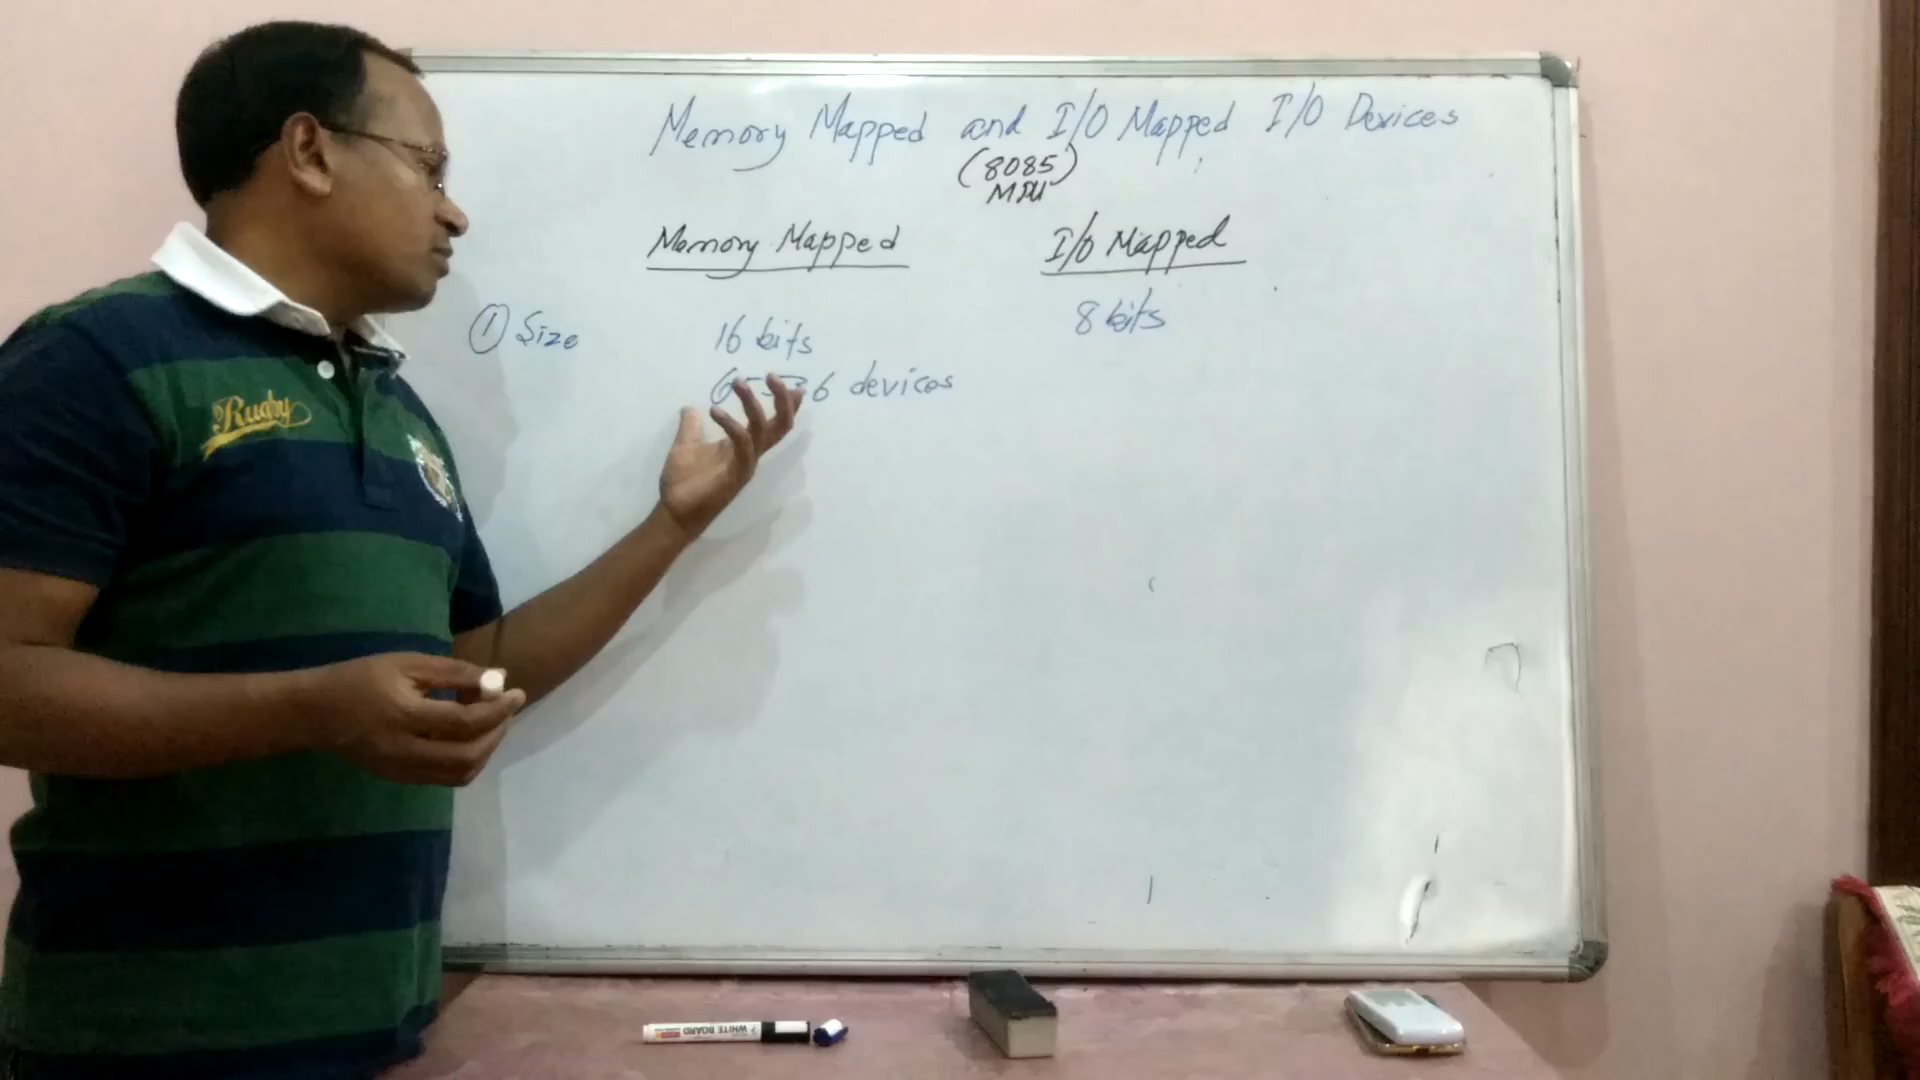 Memory Mapped and I/O Mapped I/O Devices
(8085)
MPU
Memory Mapped I/O Mapped
① Size 16 bits 8 bits
devices
Rugby
WHITE BOARD